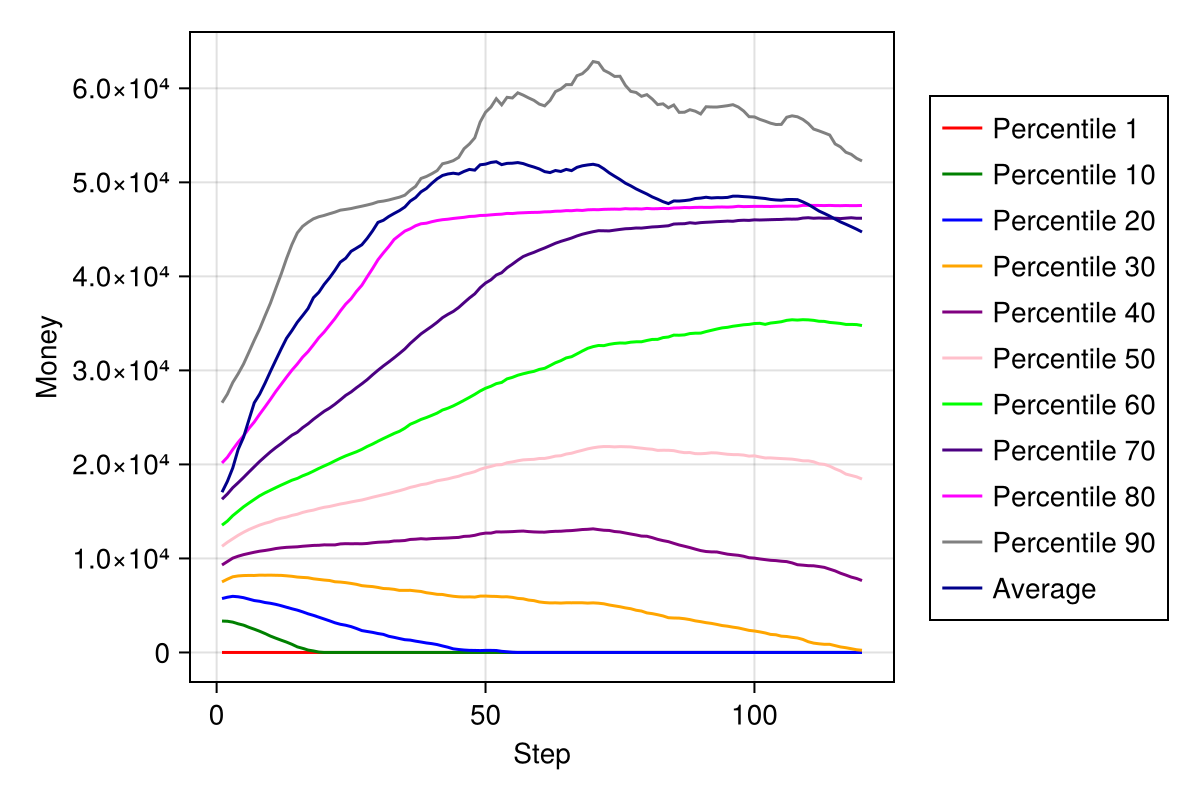 6.0×10⁴
5.0×10⁴
4.0×10⁴
3.0×10⁴
2.0×10⁴
1.0×10⁴
0
Money
0 50 100
Step
Percentile 1
Percentile 10
Percentile 20
Percentile 30
Percentile 40
Percentile 50
Percentile 60
Percentile 70
Percentile 80
Percentile 90
Average